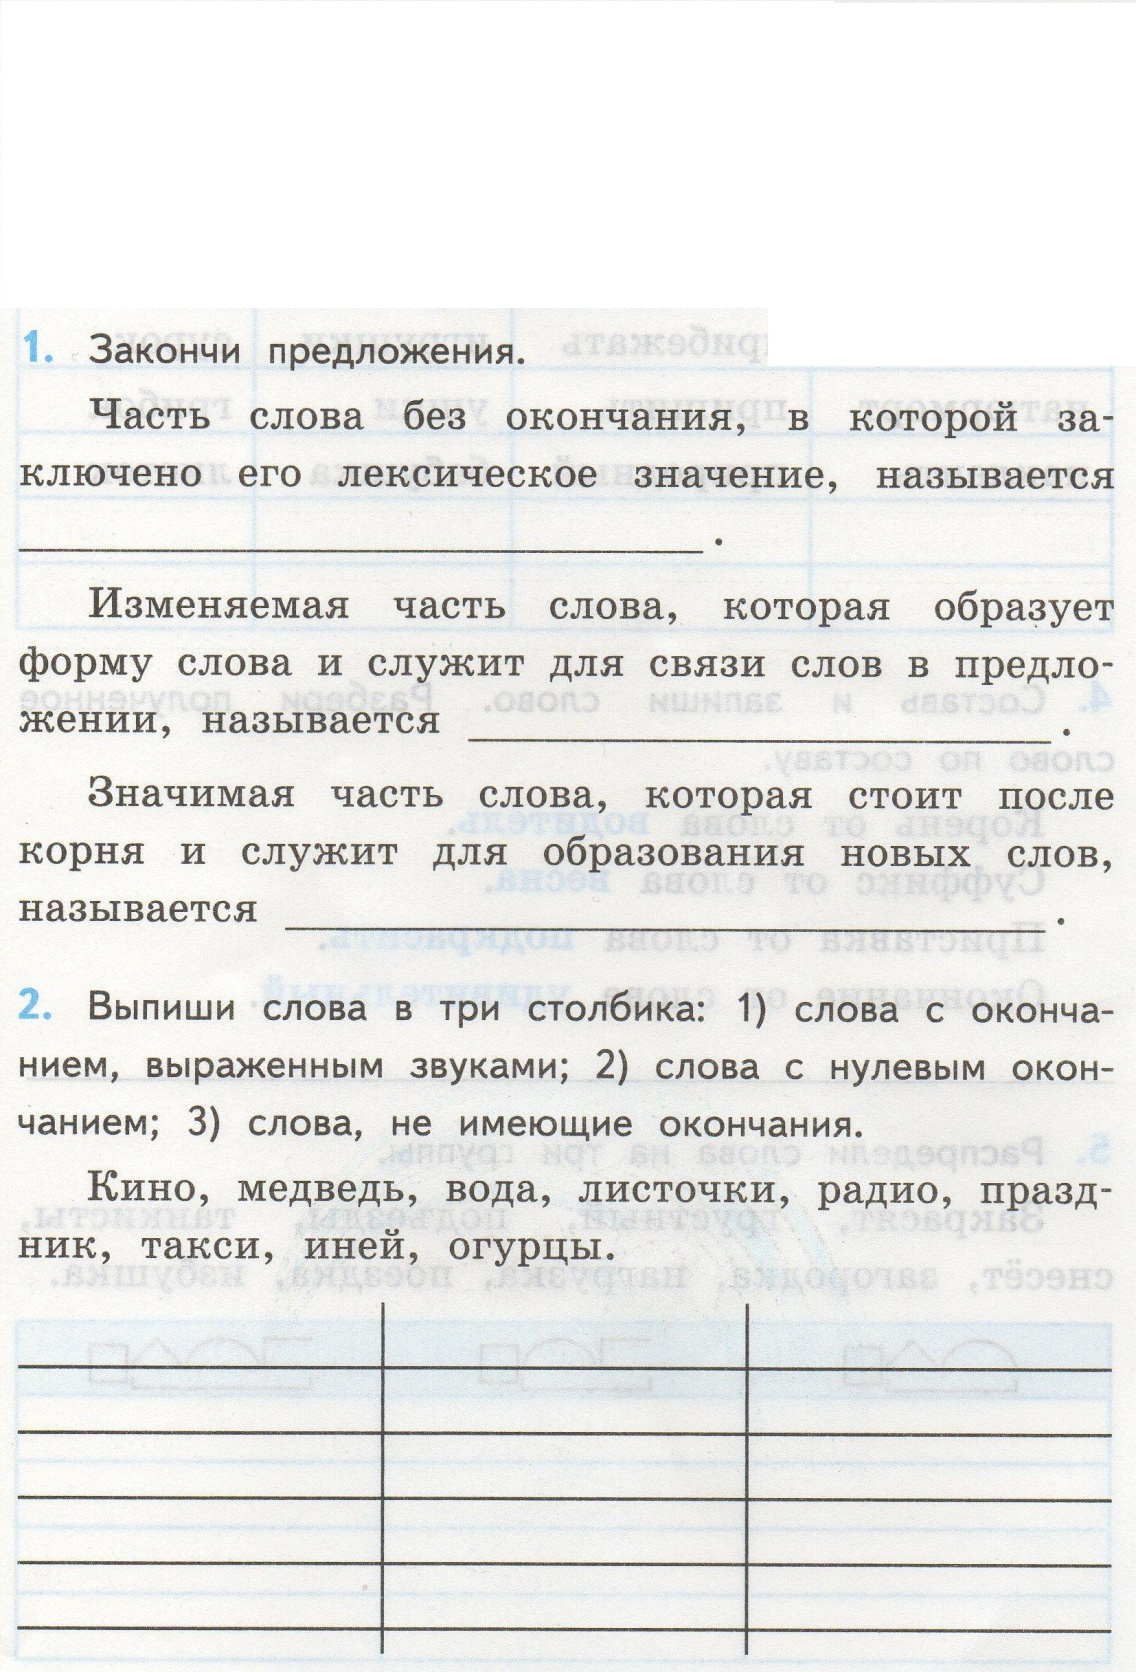 1. Закончи предложения.
Часть слова без окончания, в которой за-
ключено его лексическое значение, называется
.
Изменяемая часть слова, которая образует
форму слова и служит для связи слов в предло-
жении, называется .
Значимая часть слова, которая стоит после
корня и служит для образования новых слов,
называется .
2. Выпиши слова в три столбика: 1) слова с оконча-
нием, выраженным звуками; 2) слова с нулевым окон-
чанием; 3) слова, не имеющие окончания.
Кино, медведь, вода, листочки, радио, празд-
ник, такси, иней, огурцы.